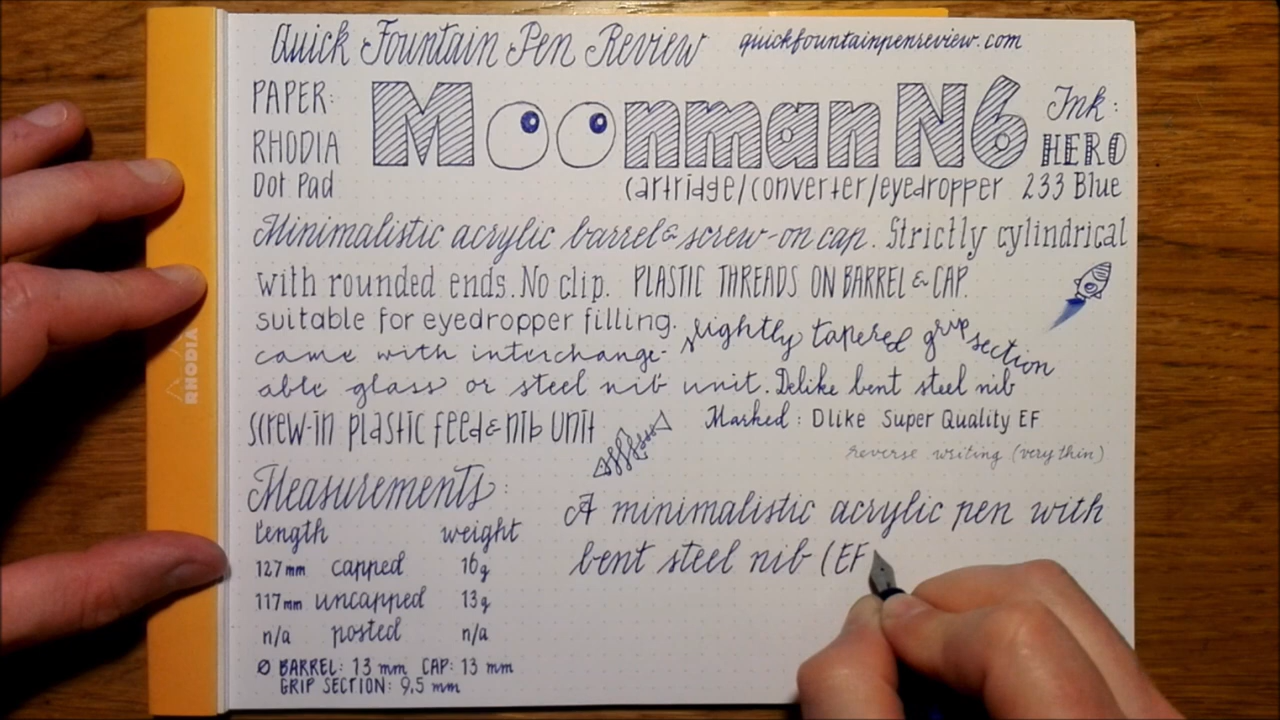 Quick Fountain Pen Review quickfountainpenreview.com
PAPER:
RHODIA
Dot Pad
Moonman N6
Ink:
HERO
233 Blue
cartridge/converter/eyedropper
Minimalistic acrylic barrel & screw-on cap. Strictly cylindrical
with rounded ends. No clip. PLASTIC THREADS ON BARREL & CAP.
suitable for eyedropper filling. slightly tapered grip section
came with interchange-
able glass or steel nib unit. Delike bent steel nib
screw-in plastic feed & nib unit Marked: Dlike Super Quality EF
reverse writing (very thin)
Measurements:
length weight
127mm capped 16g
117mm uncapped 13g
n/a posted n/a
Ø BARREL: 13 mm CAP: 13 mm
GRIP SECTION: 9,5 mm
A minimalistic acrylic pen with
bent steel nib (EF
RHODIA